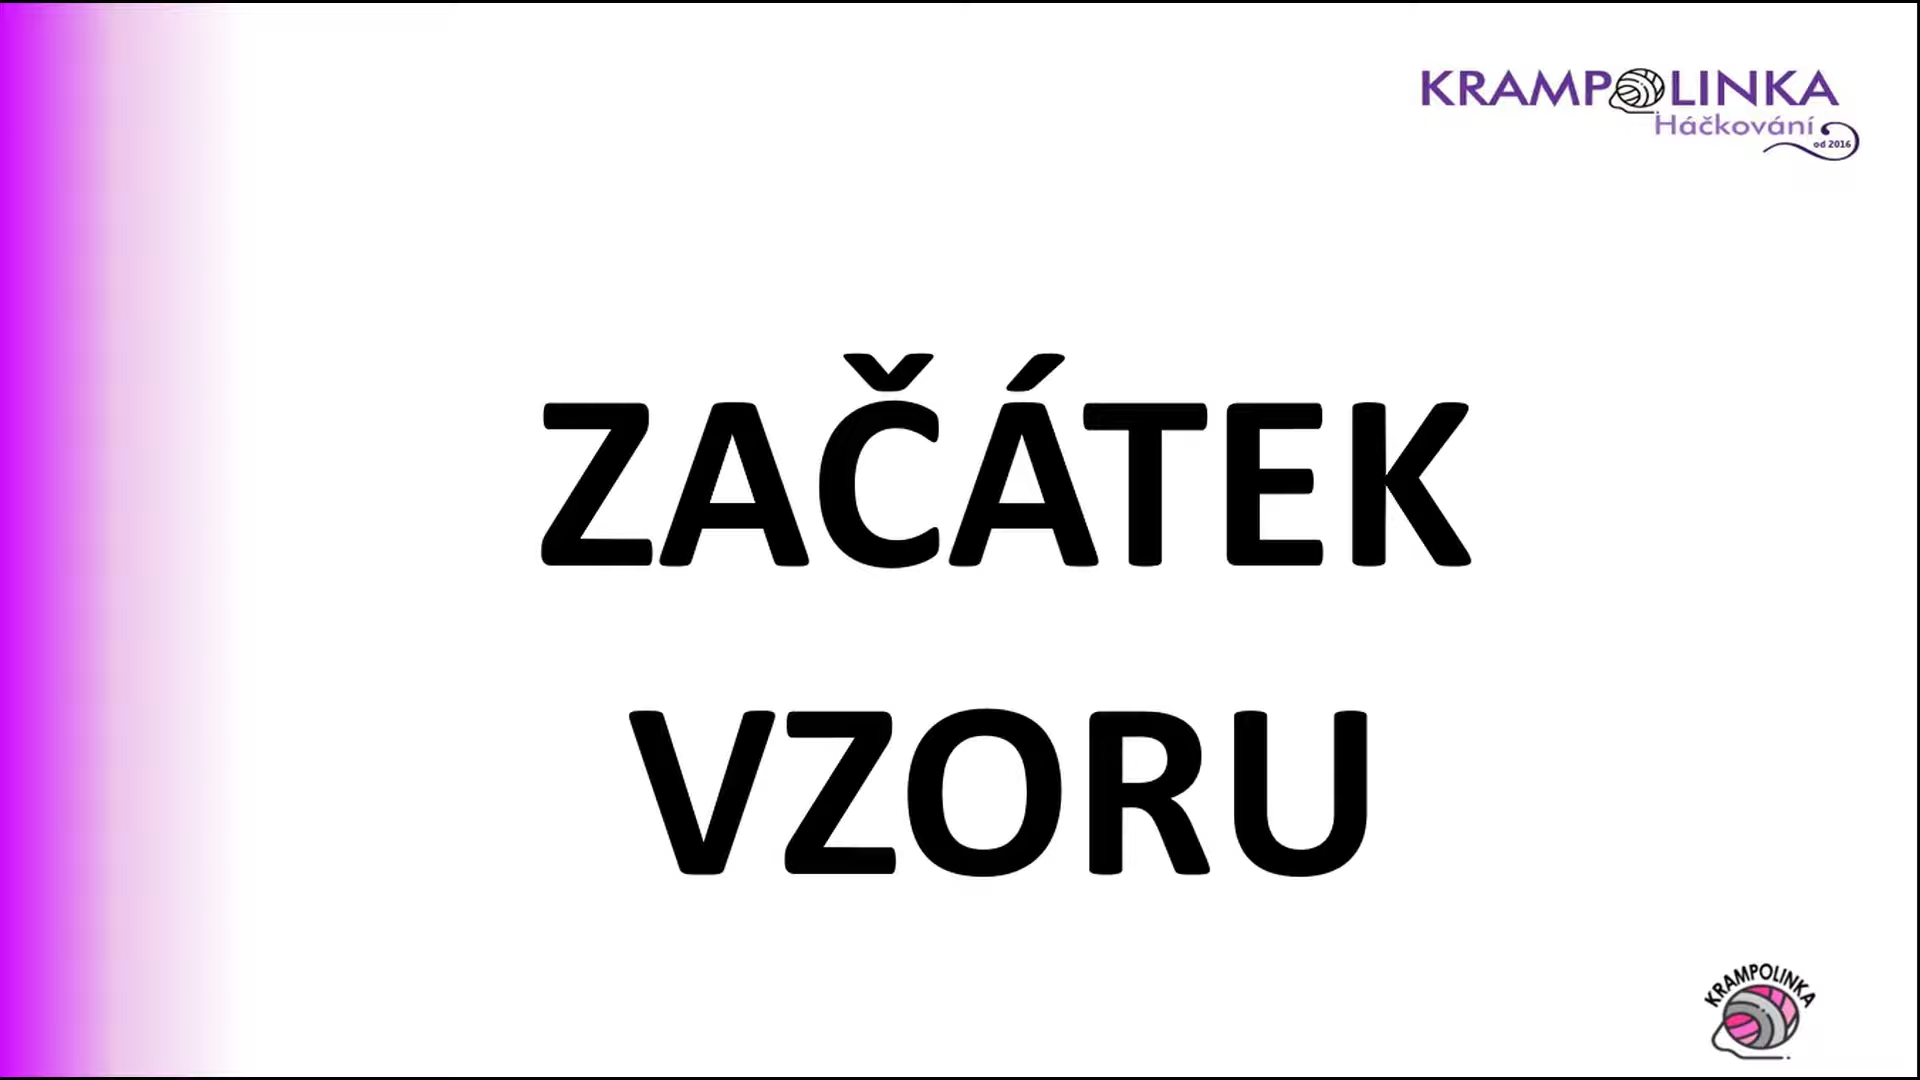 KRAMPOLINKA
Háčkování
od 2016
ZAČÁTEK
VZORU
KRAMPOLINKA